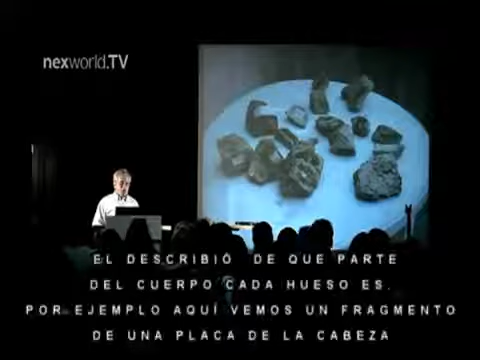 nexworld.TV
EL DESCRIBIÓ DE QUE PARTE
DEL CUERPO CADA HUESO ES.
POR EJEMPLO AQUÍ VEMOS UN FRAGMENTO
DE UNA PLACA DE LA CABEZA